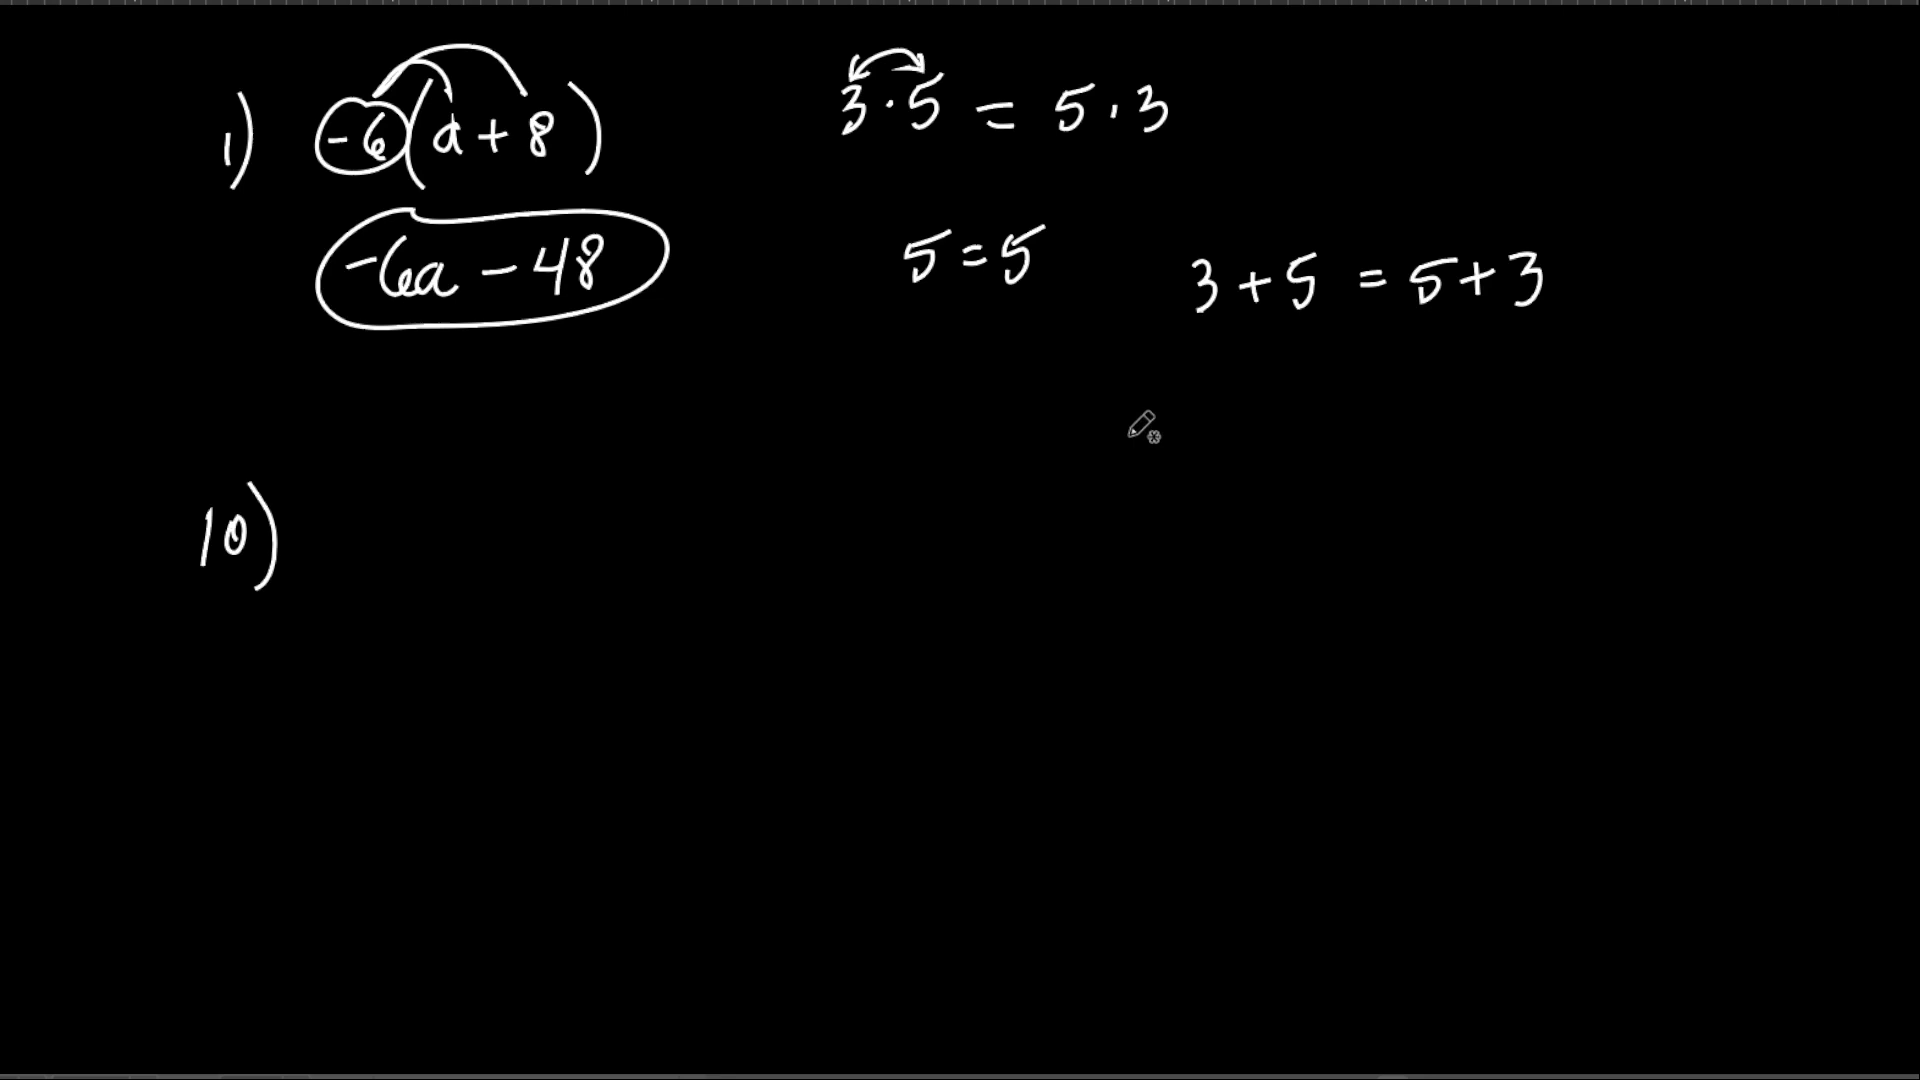 1) -6(a+8)
-6a - 48
3·5 = 5·3
5=5
3+5 = 5+3
10)